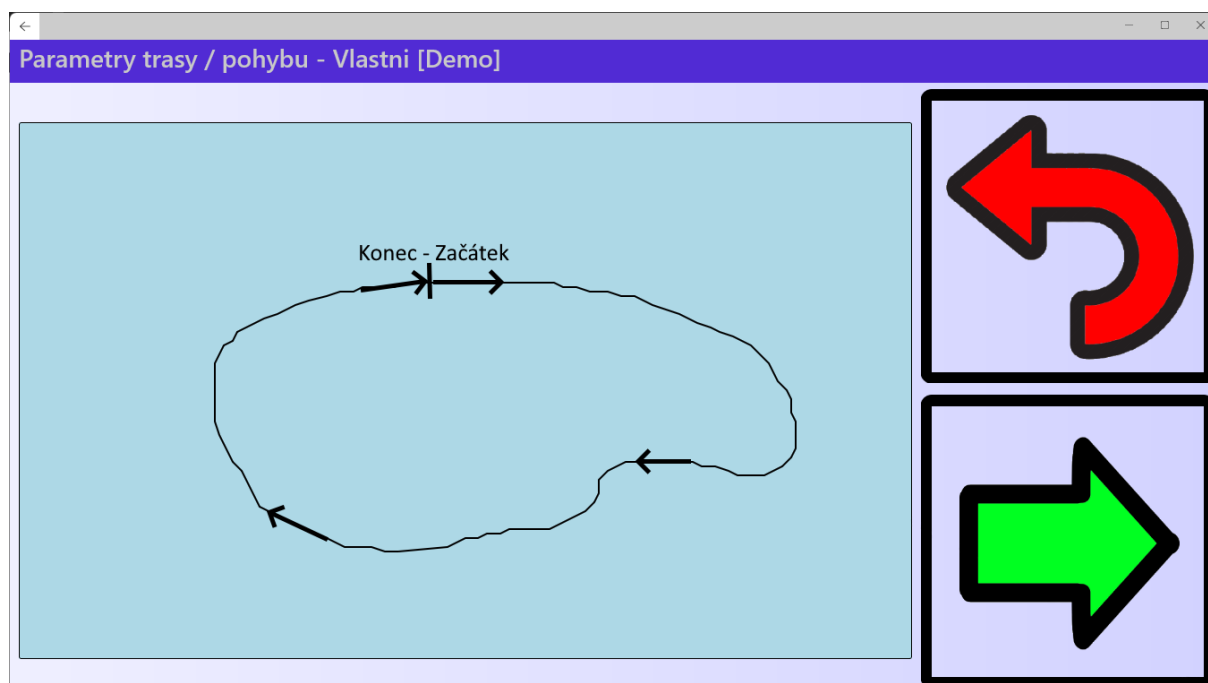 Parametry trasy / pohybu - Vlastni [Demo]
Konec - Začátek